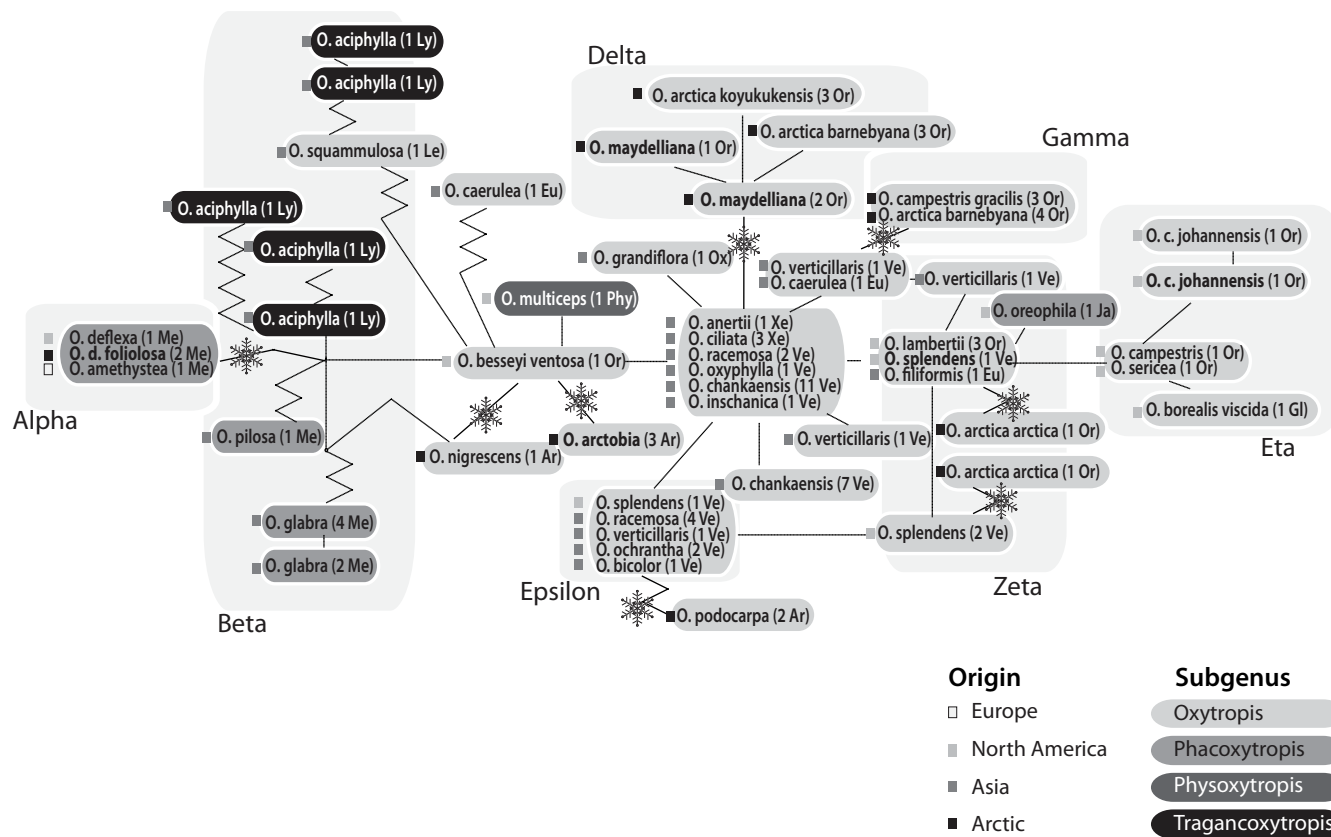 O. aciphylla (1 Ly)
Delta
O. aciphylla (1 Ly)
O. arctica koyukukensis (3 Or)
O. arctica barnebyana (3 Or)
Gamma
O. squammulosa (1 Le)
O. maydelliana (1 Or)
O. caerulea (1 Eu)
O. maydelliana (2 Or)
O. campestris gracilis (3 Or)
O. arctica barnebyana (4 Or)
O. aciphylla (1 Ly)
O. c. johannensis (1 Or)
O. aciphylla (1 Ly)
O. grandiflora (1 Ox)
O. verticillaris (1 Ve)
O. caerulea (1 Eu)
O. verticillaris (1 Ve)
O. c. johannensis (1 Or)
O. multiceps (1 Phy)
O. oreophila (1 Ja)
O. aciphylla (1 Ly)
O. anertii (1 Xe)
O. ciliata (3 Xe)
O. racemosa (2 Ve)
O. oxyphylla (1 Ve)
O. chankaensis (11 Ve)
O. inschanica (1 Ve)
O. deflexa (1 Me)
O. d. foliolosa (2 Me)
O. amethystea (1 Me)
O. besseyi ventosa (1 Or)
O. lambertii (3 Or)
O. splendens (1 Ve)
O. filiformis (1 Eu)
O. campestris (1 Or)
O. sericea (1 Or)
Alpha
O. borealis viscida (1 Gl)
O. pilosa (1 Me)
O. arctobia (3 Ar)
O. verticillaris (1 Ve)
O. arctica arctica (1 Or)
Eta
O. nigrescens (1 Ar)
O. arctica arctica (1 Or)
O. chankaensis (7 Ve)
O. splendens (1 Ve)
O. racemosa (4 Ve)
O. verticillaris (1 Ve)
O. ochrantha (2 Ve)
O. bicolor (1 Ve)
O. glabra (4 Me)
O. splendens (2 Ve)
O. glabra (2 Me)
Epsilon
Zeta
Beta
O. podocarpa (2 Ar)
Origin
Europe
North America
Asia
Arctic
Subgenus
Oxytropis
Phacoxytropis
Physoxytropis
Tragancoxytropis